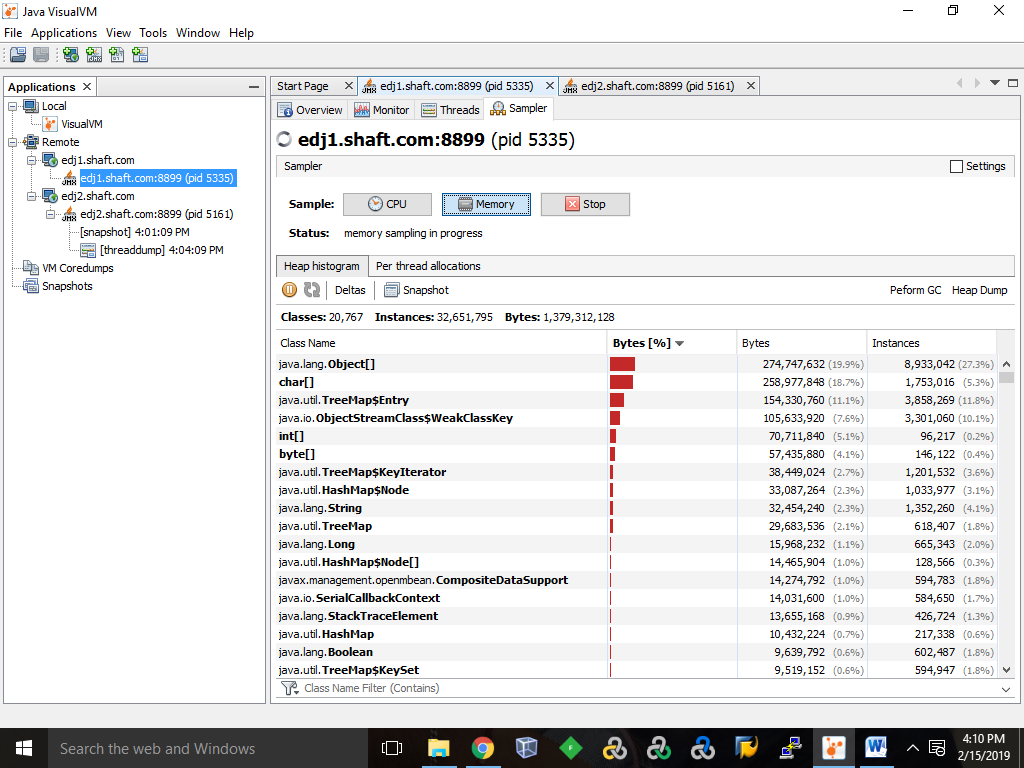 Java VisualVM
File Applications View Tools Window Help
Applications
Local
VisualVM
Remote
edj1.shaft.com
edj1.shaft.com:8899 (pid 5335)
edj2.shaft.com
edj2.shaft.com:8899 (pid 5161)
[snapshot] 4:01:09 PM
[threaddump] 4:04:09 PM
VM Coredumps
Snapshots
Start Page edj1.shaft.com:8899 (pid 5335) edj2.shaft.com:8899 (pid 5161)
Overview Monitor Threads Sampler
edj1.shaft.com:8899 (pid 5335)
Sampler Settings
Sample: CPU Memory Stop
Status: memory sampling in progress
Heap histogram Per thread allocations
Deltas Snapshot Peform GC Heap Dump
Classes: 20,767 Instances: 32,651,795 Bytes: 1,379,312,128
Class Name Bytes [%] Bytes Instances
java.lang.Object[] 274,747,632 (19.9%) 8,933,042 (27.3%)
char[] 258,977,848 (18.7%) 1,753,016 (5.3%)
java.util.TreeMap$Entry 154,330,760 (11.1%) 3,858,269 (11.8%)
java.io.ObjectStreamClass$WeakClassKey 105,633,920 (7.6%) 3,301,060 (10.1%)
int[] 70,711,840 (5.1%) 96,217 (0.2%)
byte[] 57,435,880 (4.1%) 146,122 (0.4%)
java.util.TreeMap$KeyIterator 38,449,024 (2.7%) 1,201,532 (3.6%)
java.util.HashMap$Node 33,087,264 (2.3%) 1,033,977 (3.1%)
java.lang.String 32,454,240 (2.3%) 1,352,260 (4.1%)
java.util.TreeMap 29,683,536 (2.1%) 618,407 (1.8%)
java.lang.Long 15,968,232 (1.1%) 665,343 (2.0%)
java.util.HashMap$Node[] 14,465,904 (1.0%) 128,566 (0.3%)
javax.management.openmbean.CompositeDataSupport 14,274,792 (1.0%) 594,783 (1.8%)
java.io.SerialCallbackContext 14,031,600 (1.0%) 584,650 (1.7%)
java.lang.StackTraceElement 13,655,168 (0.9%) 426,724 (1.3%)
java.util.HashMap 10,432,224 (0.7%) 217,338 (0.6%)
java.lang.Boolean 9,639,792 (0.6%) 602,487 (1.8%)
java.util.TreeMap$KeySet 9,519,152 (0.6%) 594,947 (1.8%)
Class Name Filter (Contains)
Search the web and Windows
4:10 PM
2/15/2019